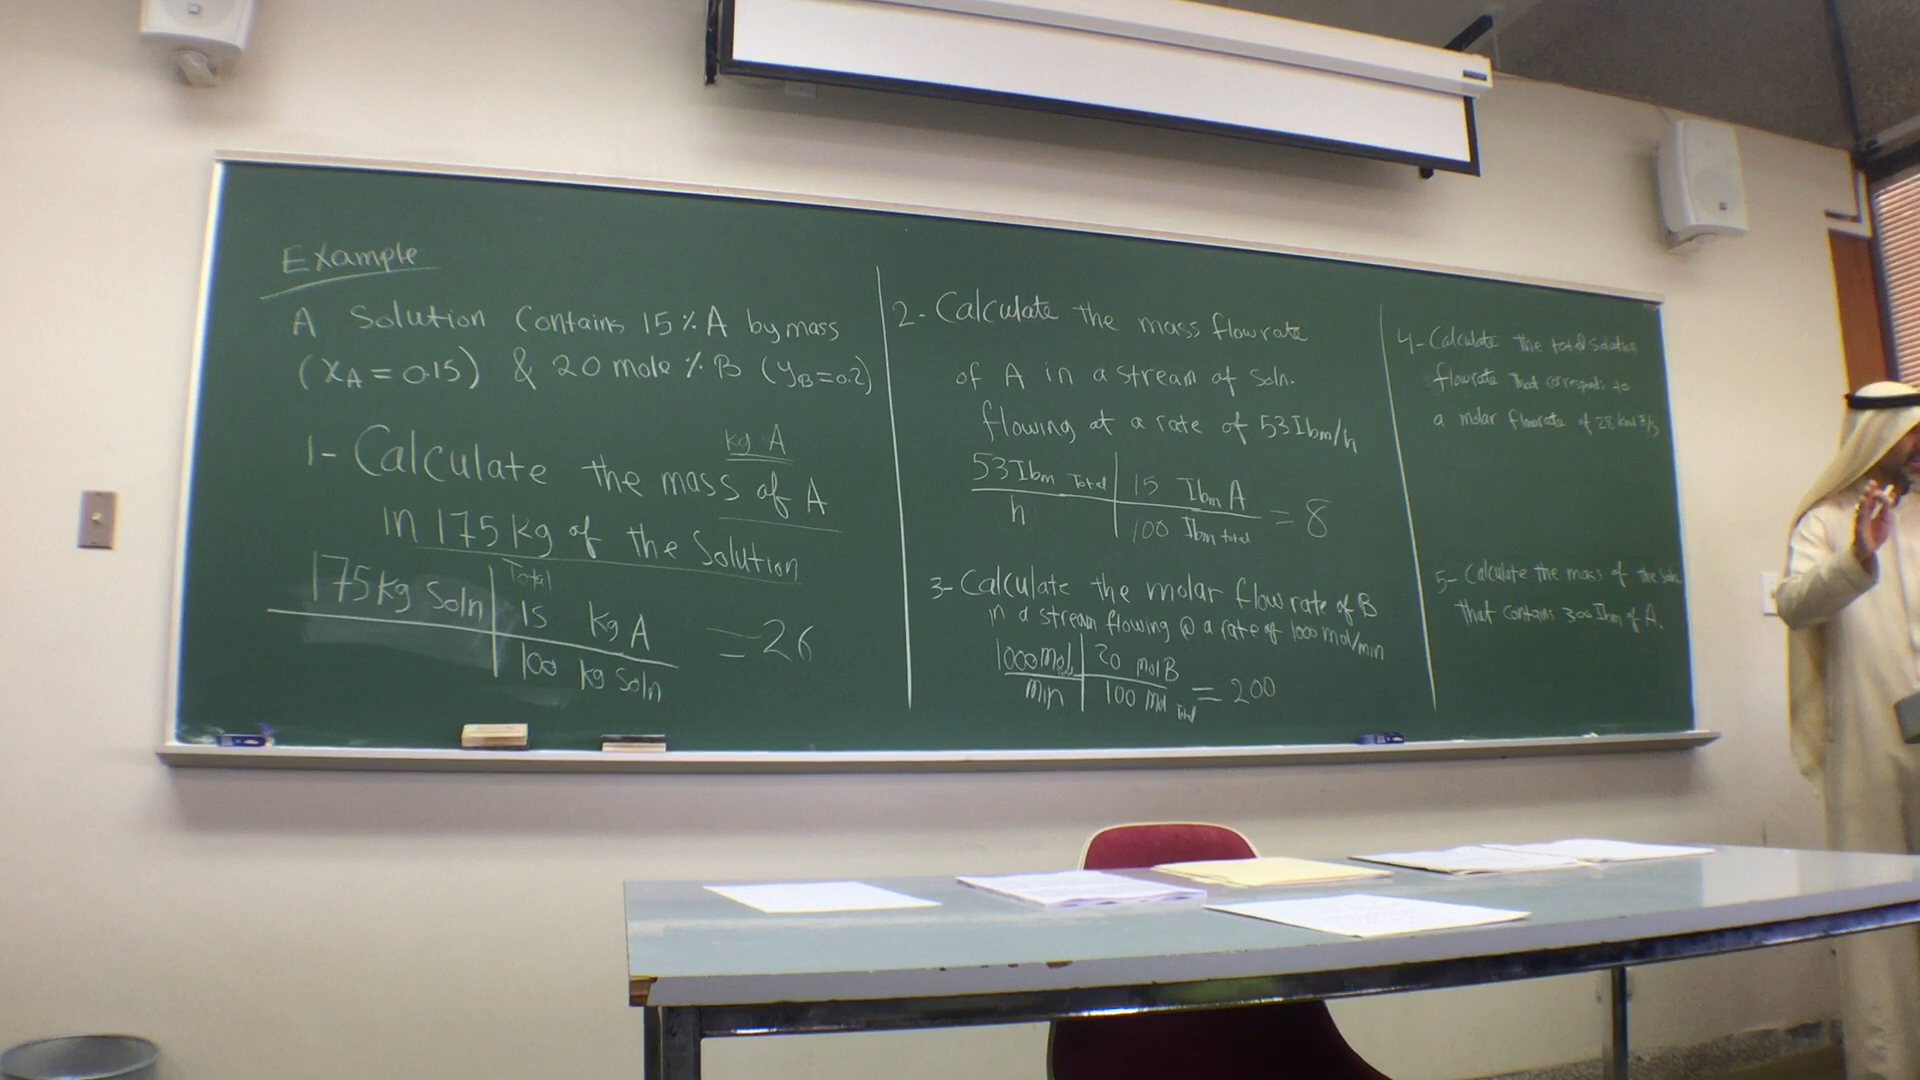 Example
A Solution Contains 15% A by mass
(xA = 0.15) & 20 mole % B (yB=0.2)
kg A
1- Calculate the mass of A
in 175 kg of the Solution
175 kg Soln | Total 15 kg A
100 kg Soln
= 26
2- Calculate the mass flowrate
of A in a stream of Soln.
flowing at a rate of 53 Ibm/h
53 Ibm Total | 15 Ibm A
h | 100 Ibm total
= 8
3- Calculate the molar flow rate of B
in a stream flowing @ a rate of 1000 mol/min
1000 mol | 20 mol B
min | 100 mol Total
= 200
4- Calculate the total solution
flowrate that corresponds to
a molar flowrate of 28 kmol B/s
5- Calculate the mass of the Soln
that contains 300 Ibm of A.